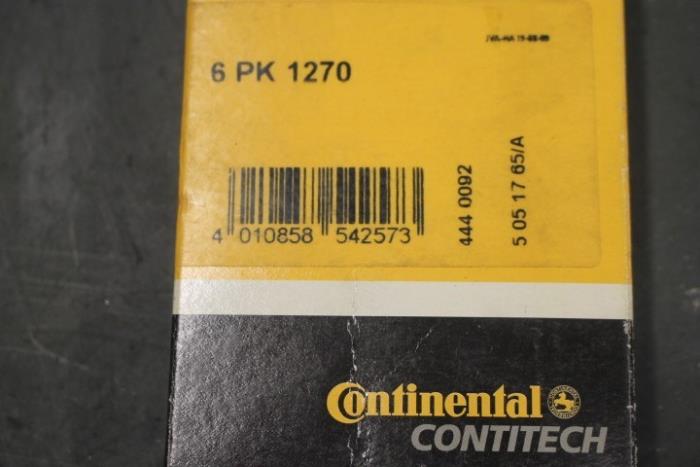 6 PK 1270
4 010858 542573
444 0092
5 05 17 65/A
Continental
CONTITECH